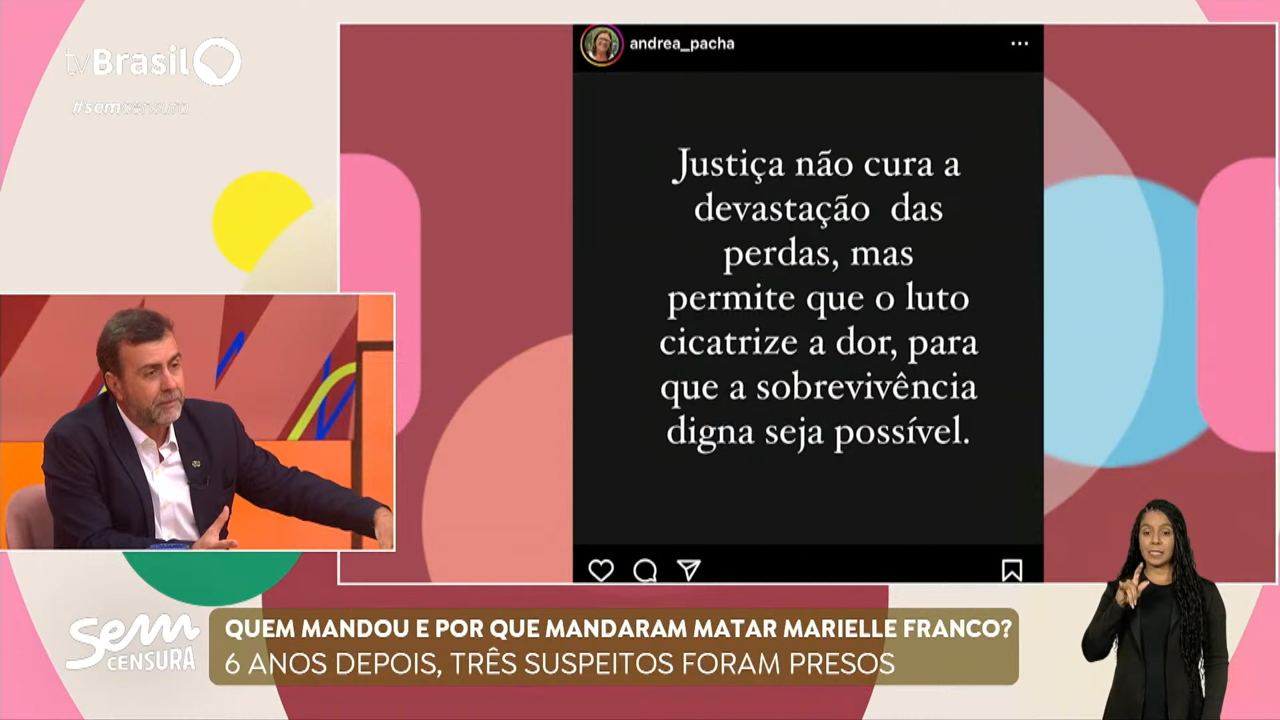 tvBrasil
#semcensura
andrea_pacha
Justiça não cura a
devastação das
perdas, mas
permite que o luto
cicatrize a dor, para
que a sobrevivência
digna seja possível.
Sem
CENSURA
QUEM MANDOU E POR QUE MANDARAM MATAR MARIELLE FRANCO?
6 ANOS DEPOIS, TRÊS SUSPEITOS FORAM PRESOS